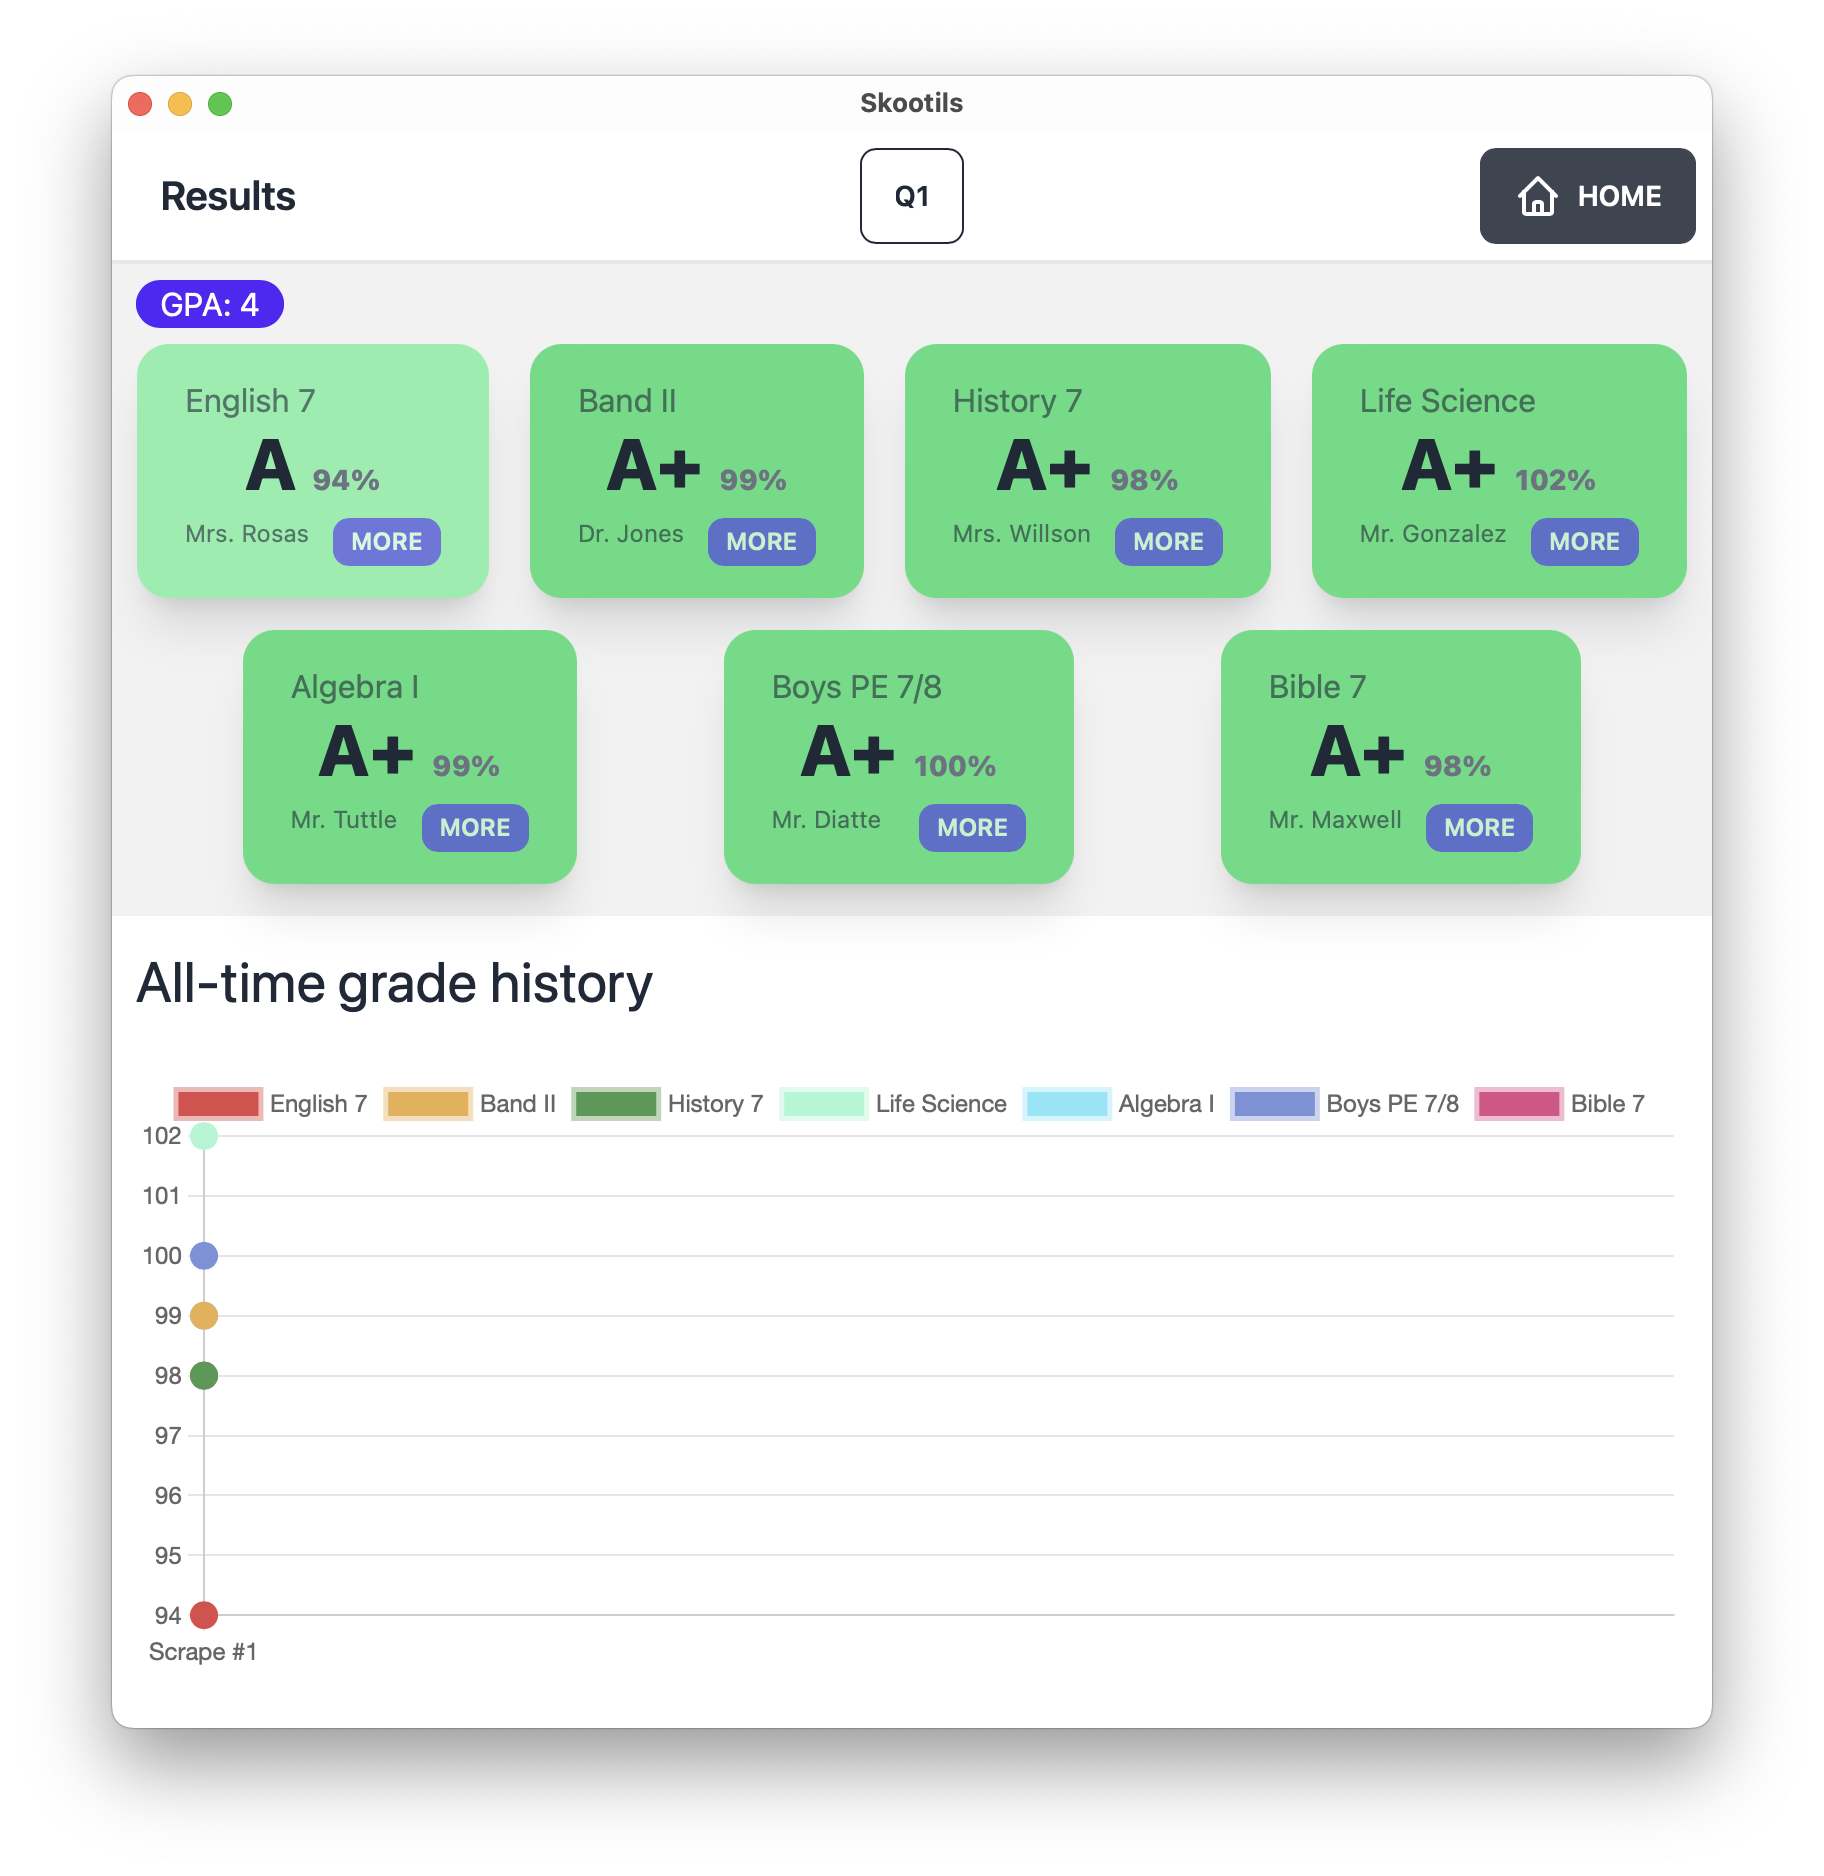 Skootils
Results
Q1
HOME
GPA: 4
English 7
A 94%
Mrs. Rosas MORE
Band II
A+ 99%
Dr. Jones MORE
History 7
A+ 98%
Mrs. Willson MORE
Life Science
A+ 102%
Mr. Gonzalez MORE
Algebra I
A+ 99%
Mr. Tuttle MORE
Boys PE 7/8
A+ 100%
Mr. Diatte MORE
Bible 7
A+ 98%
Mr. Maxwell MORE
All-time grade history
English 7 Band II History 7 Life Science Algebra I Boys PE 7/8 Bible 7
102
101
100
99
98
97
96
95
94
Scrape #1